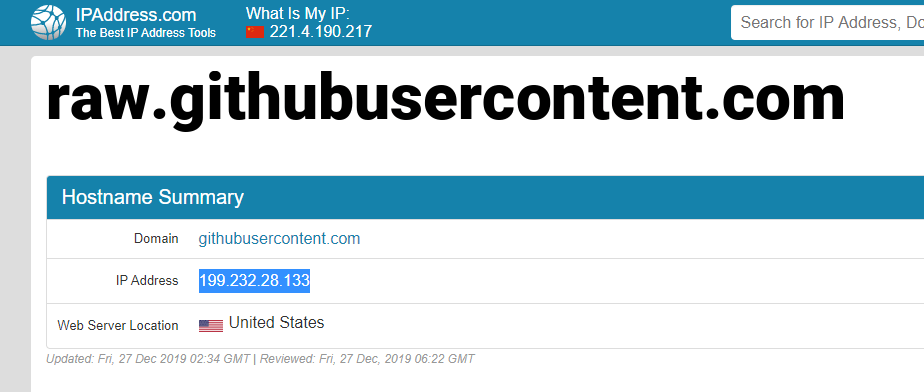 IPAddress.com
The Best IP Address Tools
What Is My IP:
221.4.190.217
Search for IP Address, Do
raw.githubusercontent.com
Hostname Summary
Domain githubusercontent.com
IP Address 199.232.28.133
Web Server Location United States
Updated: Fri, 27 Dec 2019 02:34 GMT | Reviewed: Fri, 27 Dec, 2019 06:22 GMT